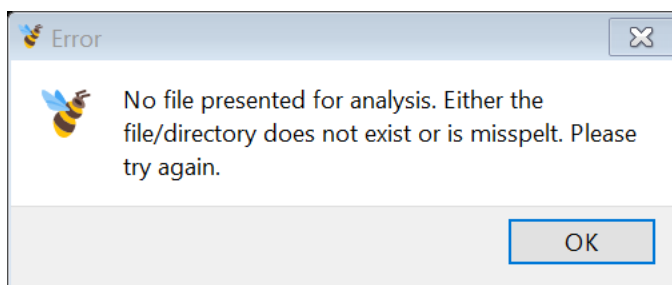 Error
No file presented for analysis. Either the
file/directory does not exist or is misspelt. Please
try again.
OK